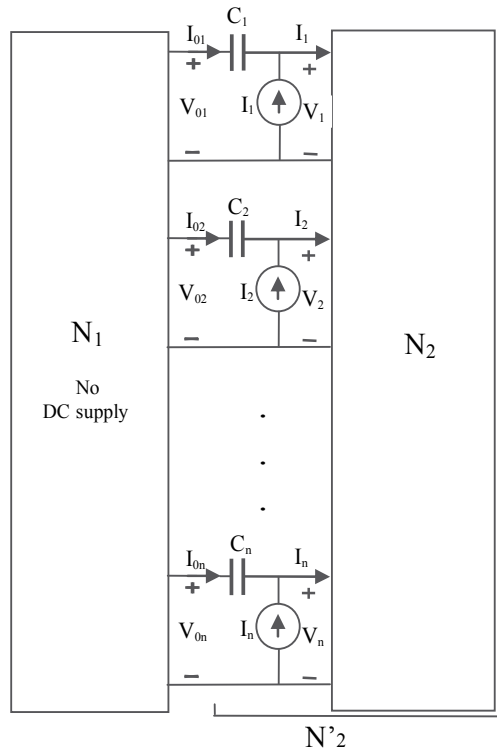 I₀₁ C₁ I₁
+ +
V₀₁ I₁ V₁
− −
I₀₂ C₂ I₂
+ +
V₀₂ I₂ V₂
− −
N₁ N₂
No
DC supply
I₀ₙ Cₙ Iₙ
+ +
V₀ₙ Iₙ Vₙ
− −
N'₂